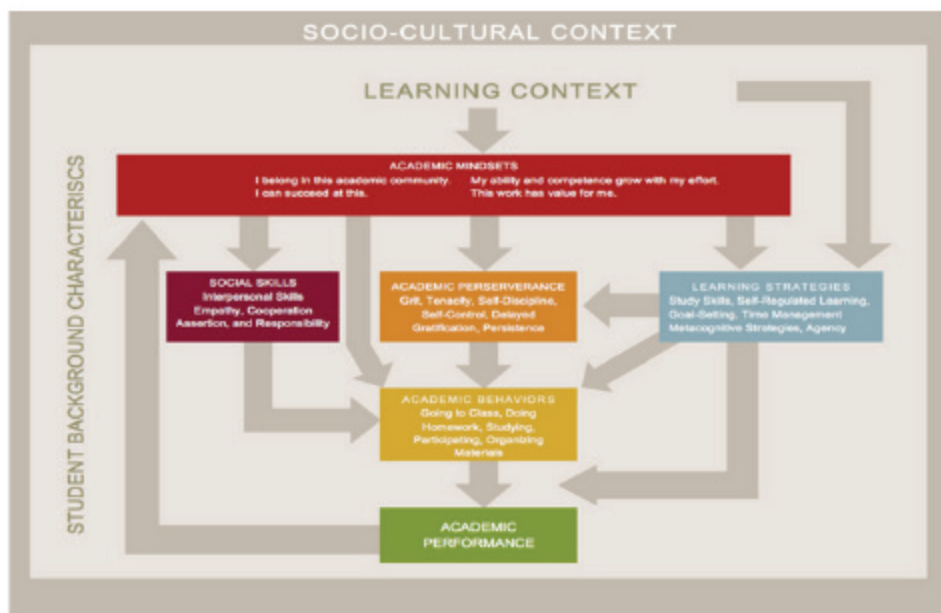 SOCIO-CULTURAL CONTEXT
STUDENT BACKGROUND CHARACTERISCS
LEARNING CONTEXT
ACADEMIC MINDSETS
I belong in this academic community. My ability and competence grow with my effort.
I can succeed at this. This work has value for me.
SOCIAL SKILLS
Interpersonal Skills
Empathy, Cooperation
Assertion, and Responsibility
ACADEMIC PERSERVERANCE
Grit, Tenacity, Self-Discipline,
Self-Control, Delayed
Gratification, Persistence
LEARNING STRATEGIES
Study Skills, Self-Regulated Learning,
Goal-Setting, Time Management
Metacognitive Strategies, Agency
ACADEMIC BEHAVIORS
Going to Class, Doing
Homework, Studying,
Participating, Organizing
Materials
ACADEMIC
PERFORMANCE